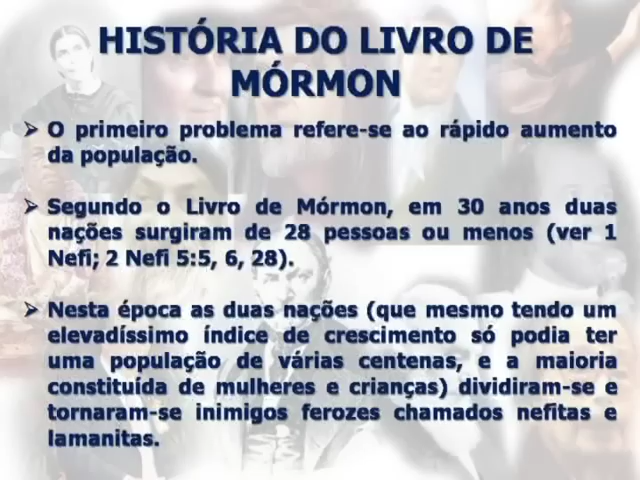 HISTÓRIA DO LIVRO DE
MÓRMON
➢ O primeiro problema refere-se ao rápido aumento
da população.
➢ Segundo o Livro de Mórmon, em 30 anos duas
nações surgiram de 28 pessoas ou menos (ver 1
Nefi; 2 Nefi 5:5, 6, 28).
➢ Nesta época as duas nações (que mesmo tendo um
elevadíssimo índice de crescimento só podia ter
uma população de várias centenas, e a maioria
constituída de mulheres e crianças) dividiram-se e
tornaram-se inimigos ferozes chamados nefitas e
lamanitas.